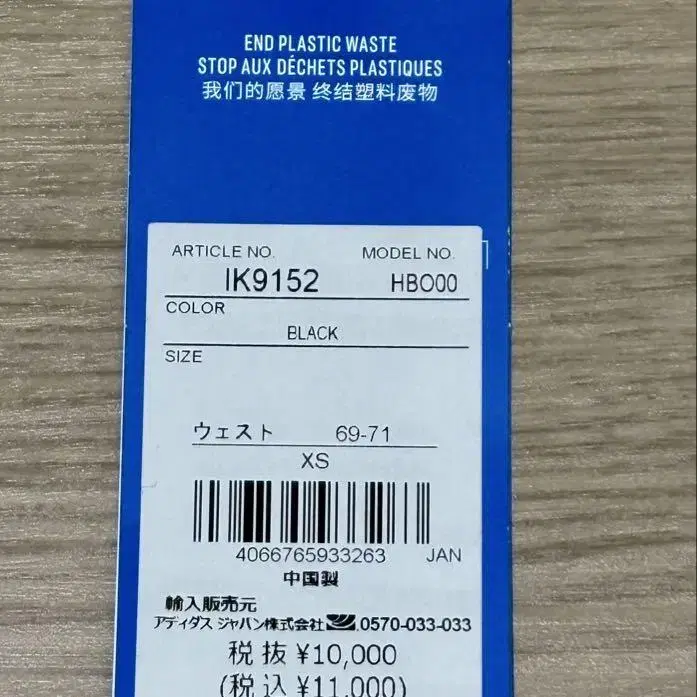 END PLASTIC WASTE
STOP AUX DÉCHETS PLASTIQUES
我们的愿景 终结塑料废物
ARTICLE NO. MODEL NO.
IK9152 HBO00
COLOR
BLACK
SIZE
ウェスト 69-71
XS
4066765933263 JAN
中国製
輸入販売元
アディダス ジャパン株式会社 .0570-033-033
税抜 ¥10,000
(税込 ¥11,000)